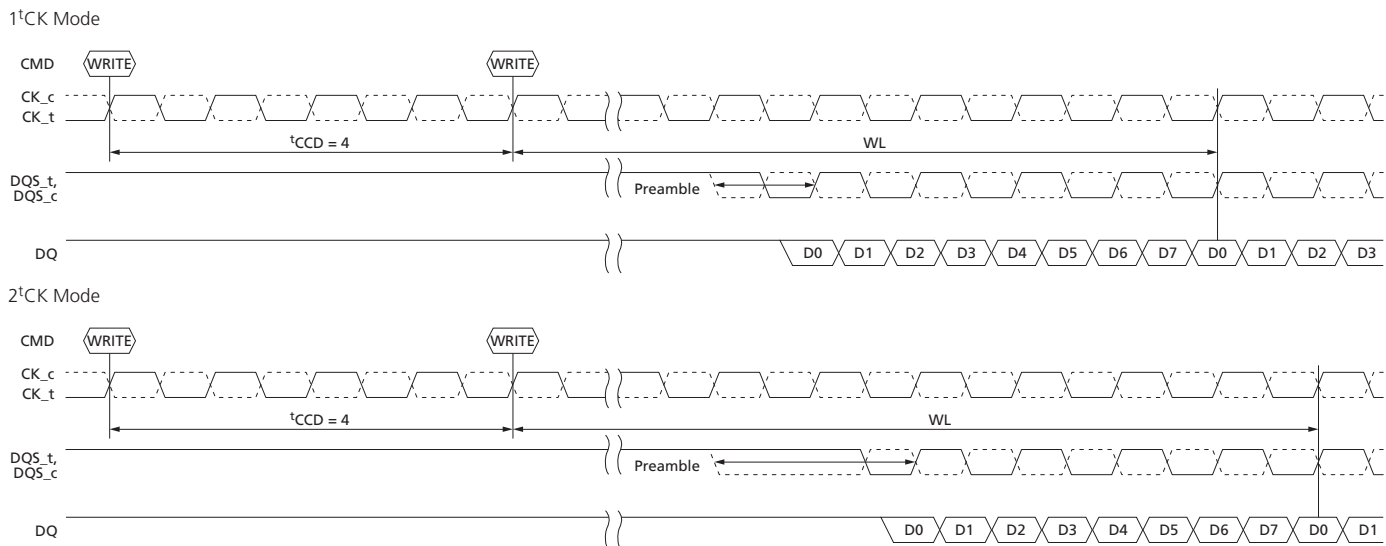 1ᵗCK Mode
CMD WRITE WRITE
CK_c
CK_t
ᵗCCD = 4 WL
DQS_t,
DQS_c
Preamble
DQ D0 D1 D2 D3 D4 D5 D6 D7 D0 D1 D2 D3
2ᵗCK Mode
CMD WRITE WRITE
CK_c
CK_t
ᵗCCD = 4 WL
DQS_t,
DQS_c
Preamble
DQ D0 D1 D2 D3 D4 D5 D6 D7 D0 D1